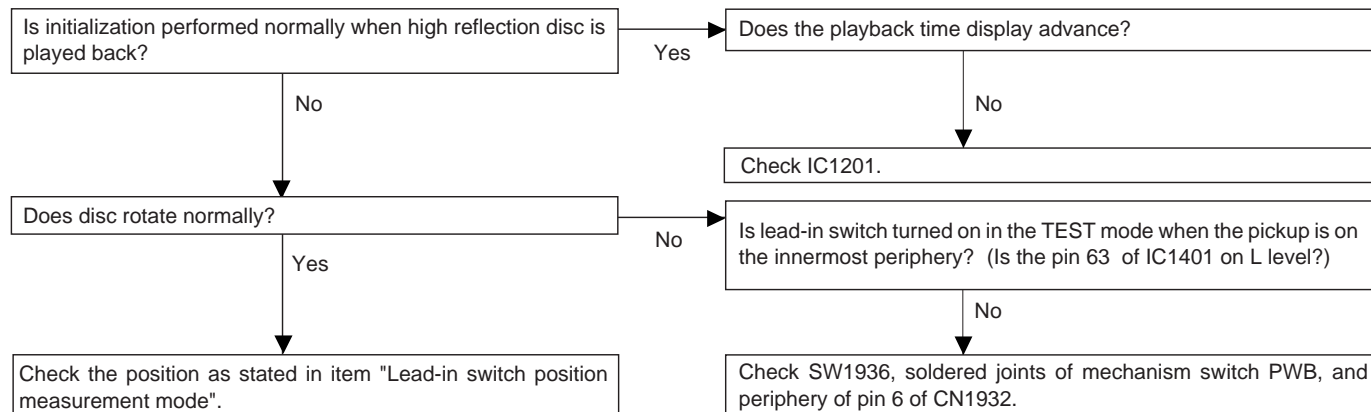 Is initialization performed normally when high reflection disc is
played back?
Yes
Does the playback time display advance?
No
No
Check IC1201.
Does disc rotate normally?
No
Is lead-in switch turned on in the TEST mode when the pickup is on
the innermost periphery? (Is the pin 63 of IC1401 on L level?)
Yes
No
Check the position as stated in item "Lead-in switch position
measurement mode".
Check SW1936, soldered joints of mechanism switch PWB, and
periphery of pin 6 of CN1932.